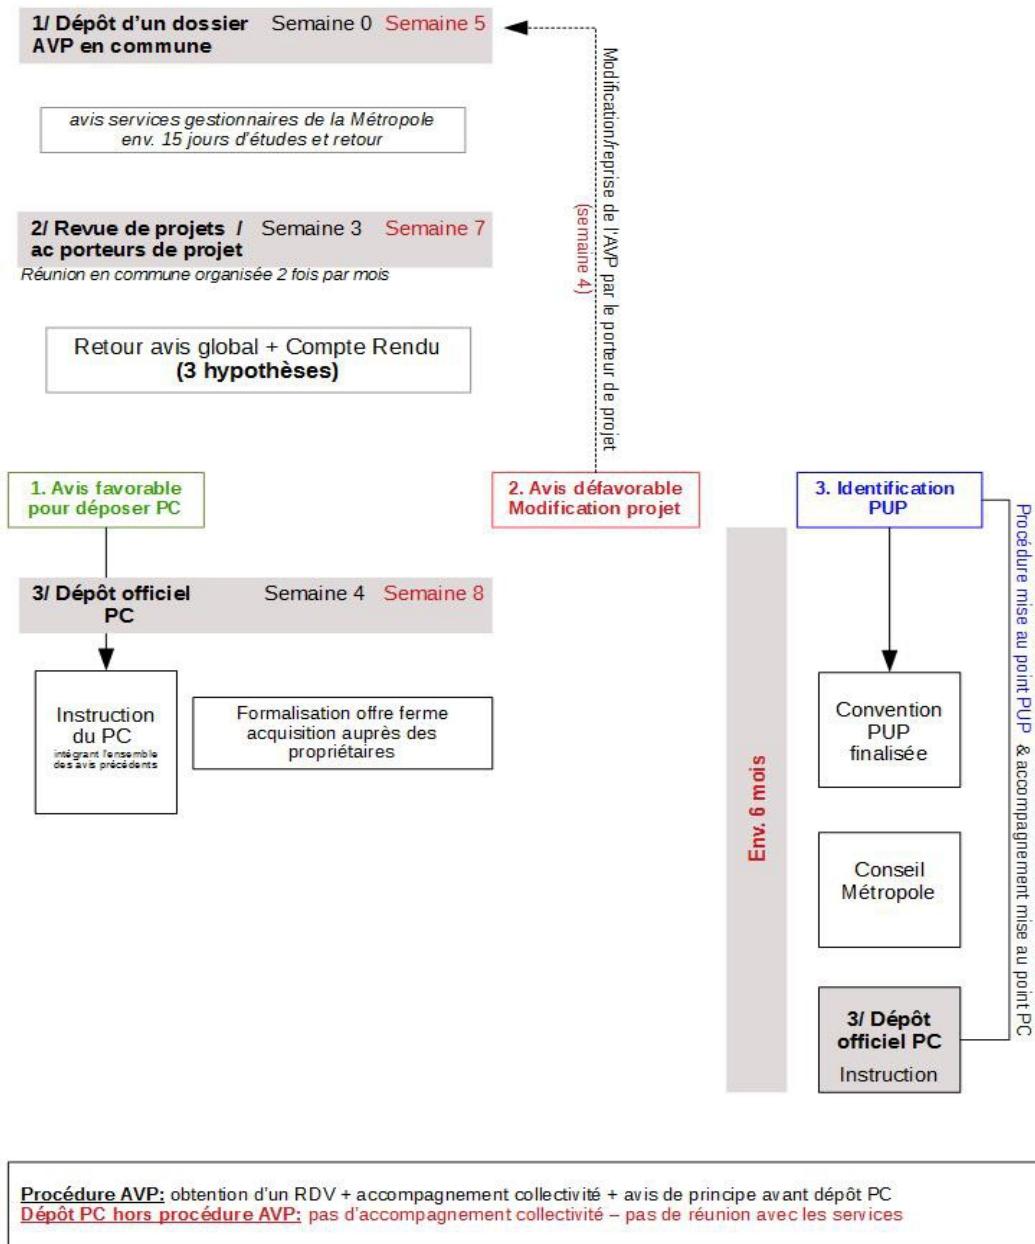 1/ Dépôt d'un dossier Semaine 0 Semaine 5
AVP en commune
avis services gestionnaires de la Métropole
env. 15 jours d'études et retour
2/ Revue de projets / Semaine 3 Semaine 7
ac porteurs de projet
Réunion en commune organisée 2 fois par mois
Retour avis global + Compte Rendu
(3 hypothèses)
Modification/reprise de l'AVP par le porteur de projet
(semaine 4)
1. Avis favorable
pour déposer PC
2. Avis défavorable
Modification projet
3. Identification
PUP
3/ Dépôt officiel Semaine 4 Semaine 8
PC
Instruction
du PC
intégrant l'ensemble
des avis précédents
Formalisation offre ferme
acquisition auprès des
propriétaires
Env. 6 mois
Convention
PUP
finalisée
Conseil
Métropole
3/ Dépôt
officiel PC
Instruction
Procédure mise au point PUP & accompagnement mise au point PC
Procédure AVP: obtention d'un RDV + accompagnement collectivité + avis de principe avant dépôt PC
Dépôt PC hors procédure AVP: pas d'accompagnement collectivité – pas de réunion avec les services